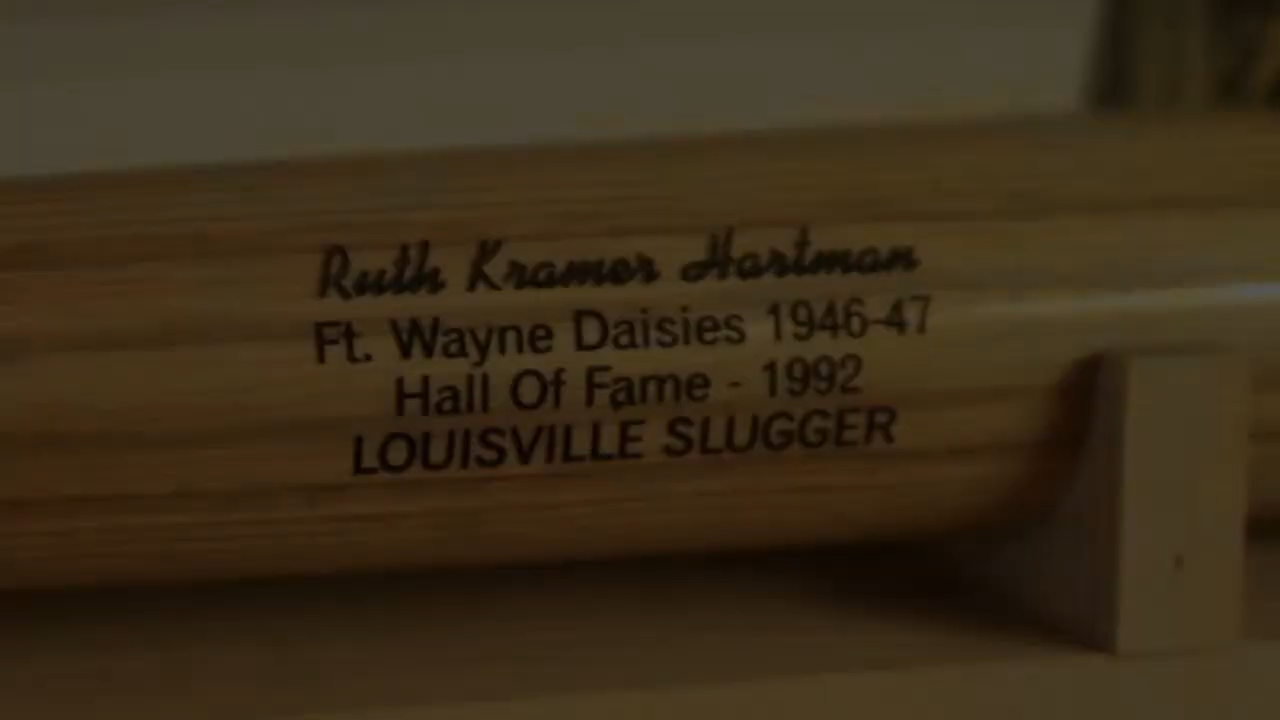 Ruth Kramer Hartman
Ft. Wayne Daisies 1946-47
Hall Of Fame - 1992
LOUISVILLE SLUGGER